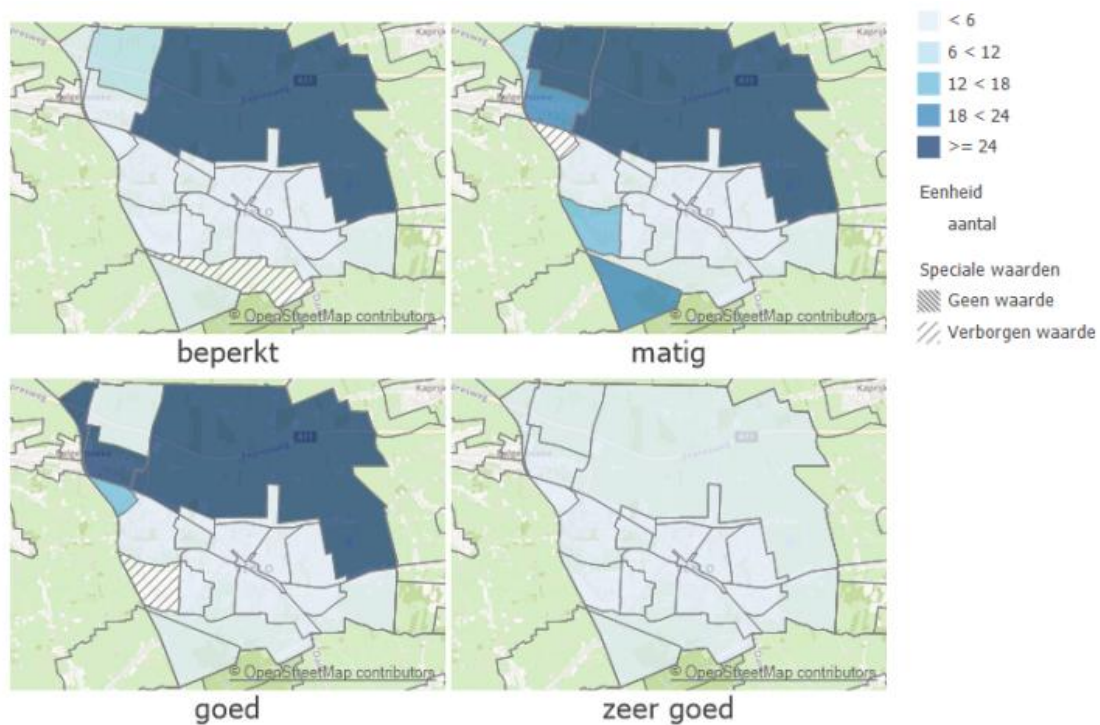 < 6
6 < 12
12 < 18
18 < 24
>= 24
Eenheid
aantal
Speciale waarden
Geen waarde
Verborgen waarde
© OpenStreetMap contributors
© OpenStreetMap contributors
beperkt
matig
© OpenStreetMap contributors
© OpenStreetMap contributors
goed
zeer goed